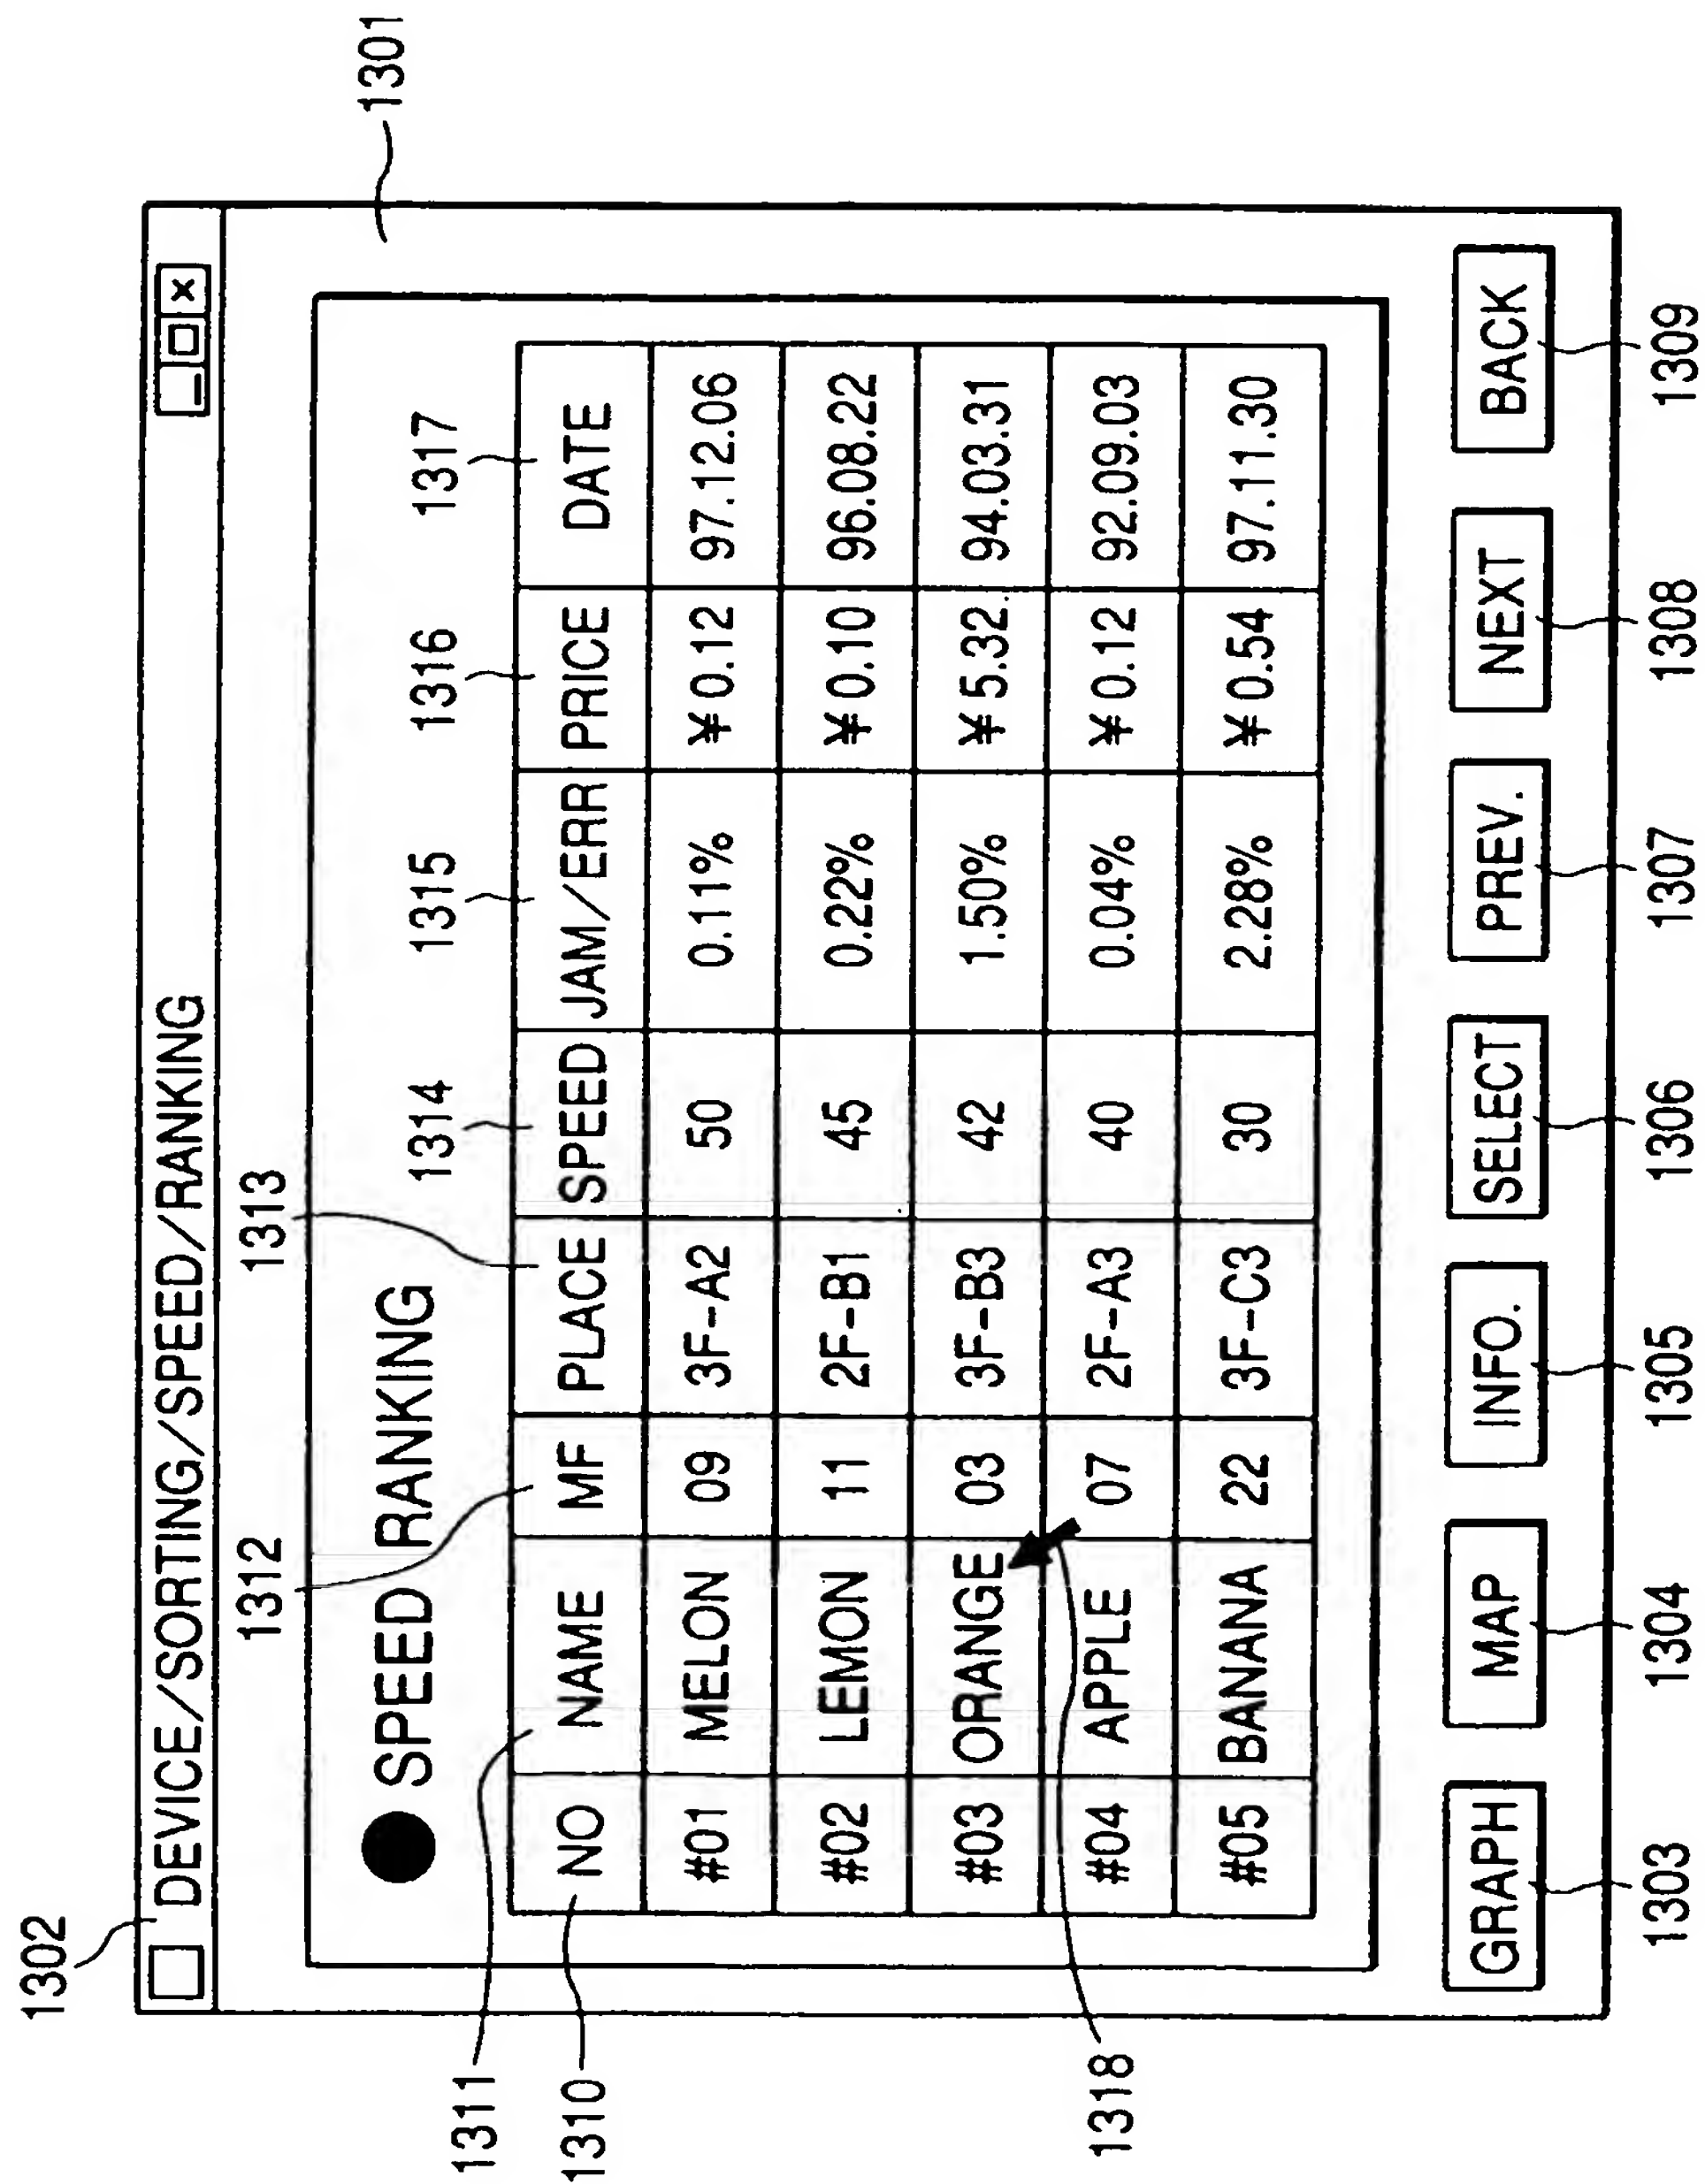 1302
DEVICE/SORTING/SPEED/RANKING _ □ ×
1301
1312 1313
● SPEED RANKING
1314 1315 1316 1317
1311
1310
NO NAME MF PLACE SPEED JAM/ERR PRICE DATE
#01 MELON 09 3F-A2 50 0.11% ¥0.12 97.12.06
#02 LEMON 11 2F-B1 45 0.22% ¥0.10 96.08.22
#03 ORANGE 03 3F-B3 42 1.50% ¥5.32 94.03.31
#04 APPLE 07 2F-A3 40 0.04% ¥0.12 92.09.03
#05 BANANA 22 3F-C3 30 2.28% ¥0.54 97.11.30
1318
GRAPH MAP INFO. SELECT PREV. NEXT BACK
1303 1304 1305 1306 1307 1308 1309